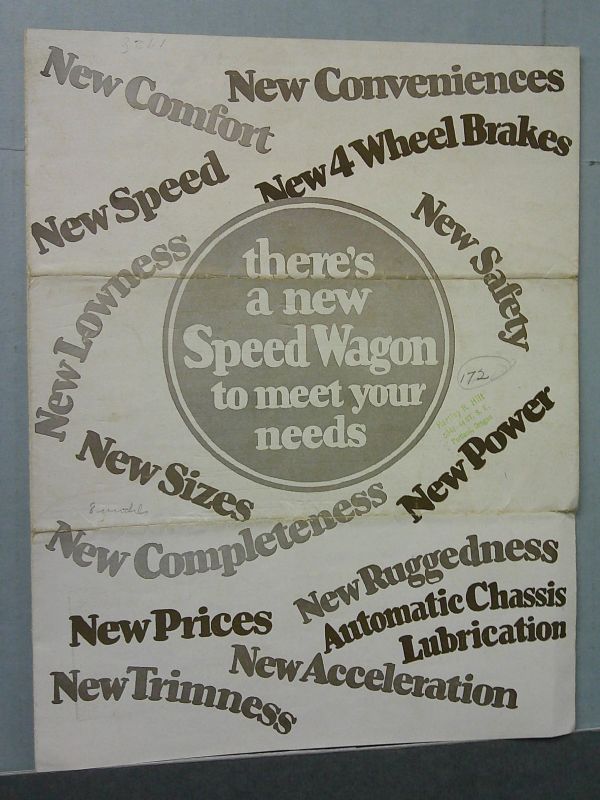 New Comfort
New Conveniences
New 4 Wheel Brakes
New Speed
New Safety
New Lowness
there's
a new
Speed Wagon
to meet your
needs
172
New Power
New Sizes
New Completeness
New Ruggedness
Automatic Chassis
Lubrication
New Prices
New Acceleration
New Trimness